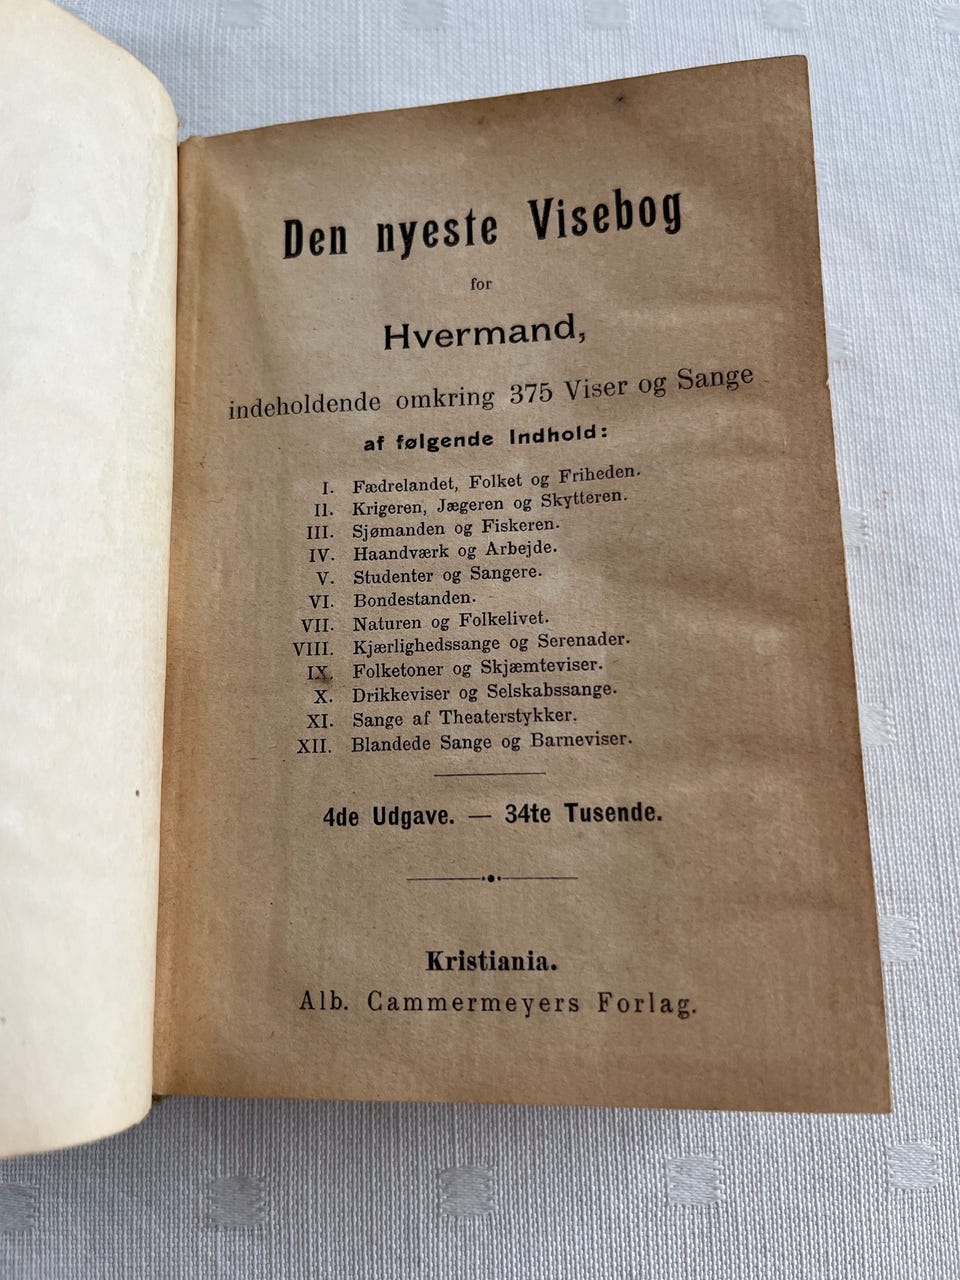 Den nyeste Visebog
for
Hvermand,
indeholdende omkring 375 Viser og Sange
af følgende Indhold:
I. Fædrelandet, Folket og Friheden.
II. Krigeren, Jægeren og Skytteren.
III. Sjømanden og Fiskeren.
IV. Haandværk og Arbejde.
V. Studenter og Sangere.
VI. Bondestanden.
VII. Naturen og Folkelivet.
VIII. Kjærlighedssange og Serenader.
IX. Folketoner og Skjæmteviser.
X. Drikkeviser og Selskabssange.
XI. Sange af Theaterstykker.
XII. Blandede Sange og Barneviser.
4de Udgave. — 34te Tusende.
Kristiania.
Alb. Cammermeyers Forlag.